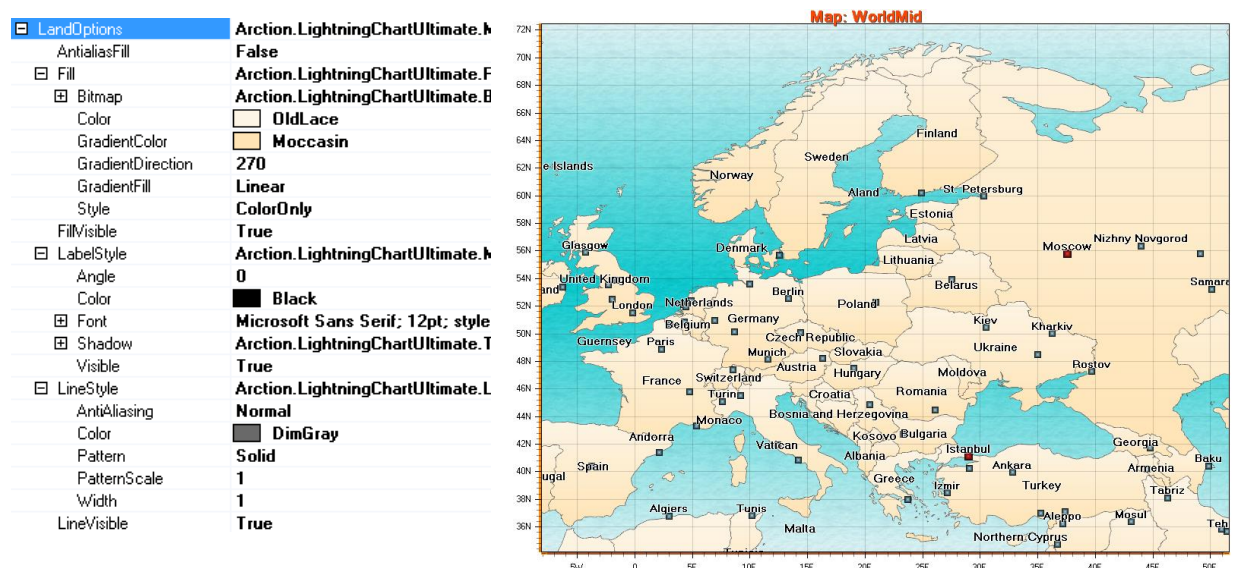 LandOptions Arction.LightningChartUltimate.M
AntialiasFill False
Fill Arction.LightningChartUltimate.F
Bitmap Arction.LightningChartUltimate.B
Color OldLace
GradientColor Moccasin
GradientDirection 270
GradientFill Linear
Style ColorOnly
FillVisible True
LabelStyle Arction.LightningChartUltimate.M
Angle 0
Color Black
Font Microsoft Sans Serif; 12pt; style
Shadow Arction.LightningChartUltimate.T
Visible True
LineStyle Arction.LightningChartUltimate.L
AntiAliasing Normal
Color DimGray
Pattern Solid
PatternScale 1
Width 1
LineVisible True
Map: WorldMid
72N
70N
68N
66N
64N
62N
60N
58N
56N
54N
52N
50N
48N
46N
44N
42N
40N
38N
36N
Finland
Sweden
e Islands
Norway
Aland
St. Petersburg
Estonia
Latvia
Nizhny Novgorod
Glasgow
Denmark
Moscow
Lithuania
United Kingdom
Belarus
Samara
and
Berlin
London
Netherlands
Poland
Belgium
Germany
Kiev
Kharkiv
Guernsey
Paris
Czech Republic
Ukraine
Munich
Slovakia
Austria
Hungary
Moldova
Rostov
France
Switzerland
Turin
Croatia
Romania
Monaco
Bosnia and Herzegovina
Andorra
Vatican
Kosovo
Bulgaria
Albania
Istanbul
Georgia
Baku
Spain
ugal
Ankara
Armenia
Greece
Izmir
Turkey
Tabriz
Algiers
Tunis
Aleppo
Mosul
Malta
Northern Cyprus
Teh
Tunisia
5W 0 5E 10E 15E 20E 25E 30E 35E 40E 45E 50E